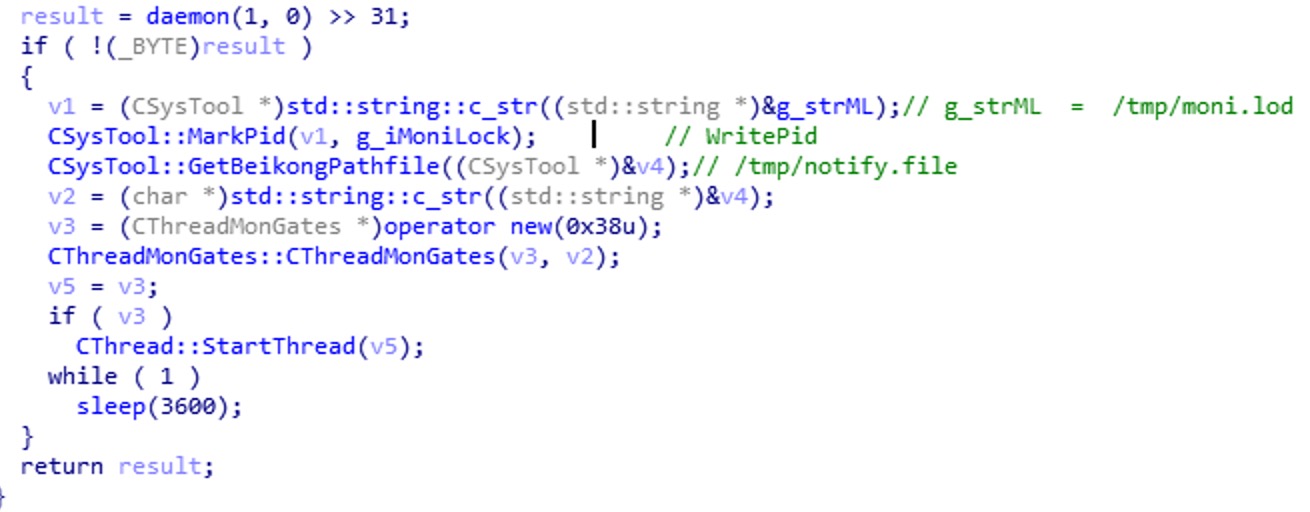 result = daemon(1, 0) >> 31;
if ( !(_BYTE)result )
{
v1 = (CSysTool *)std::string::c_str((std::string *)&g_strML);// g_strML  =  /tmp/moni.lod
CSysTool::MarkPid(v1, g_iMoniLock);          // WritePid
CSysTool::GetBeikongPathfile((CSysTool *)&v4);// /tmp/notify.file
v2 = (char *)std::string::c_str((std::string *)&v4);
v3 = (CThreadMonGates *)operator new(0x38u);
CThreadMonGates::CThreadMonGates(v3, v2);
v5 = v3;
if ( v3 )
CThread::StartThread(v5);
while ( 1 )
sleep(3600);
}
return result;
}